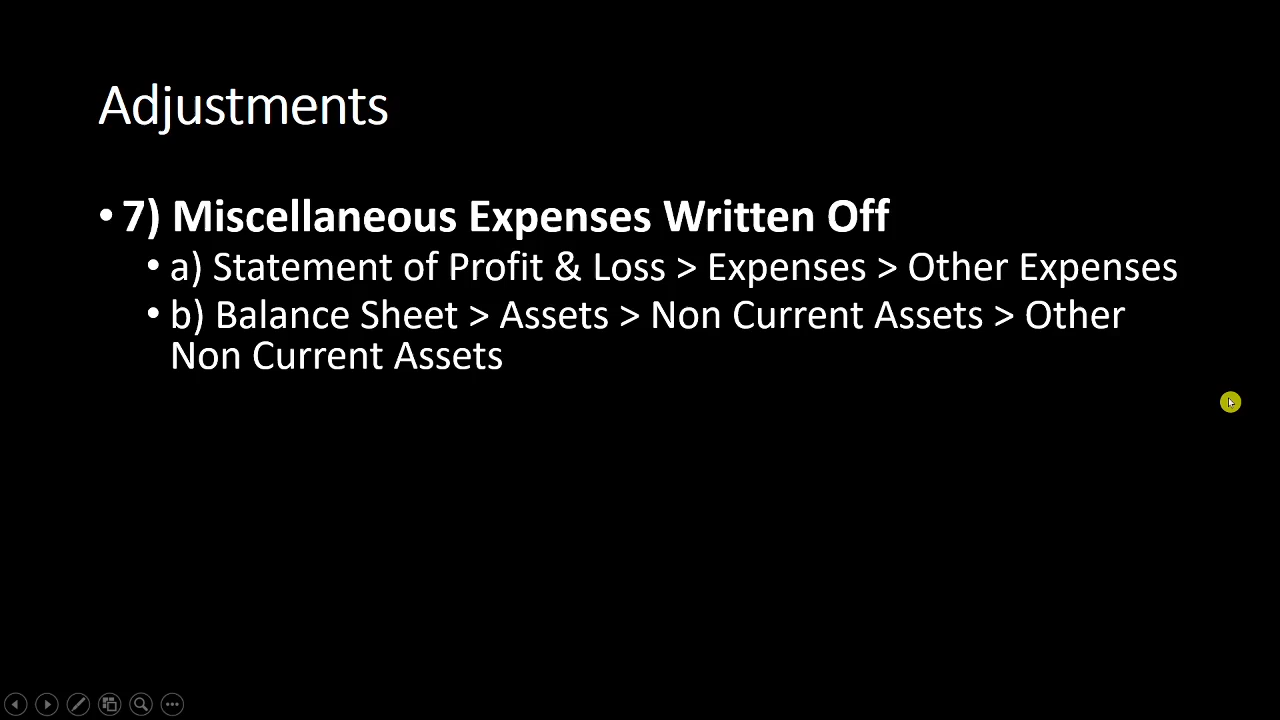 Adjustments
• 7) Miscellaneous Expenses Written Off
• a) Statement of Profit & Loss > Expenses > Other Expenses
• b) Balance Sheet > Assets > Non Current Assets > Other
Non Current Assets